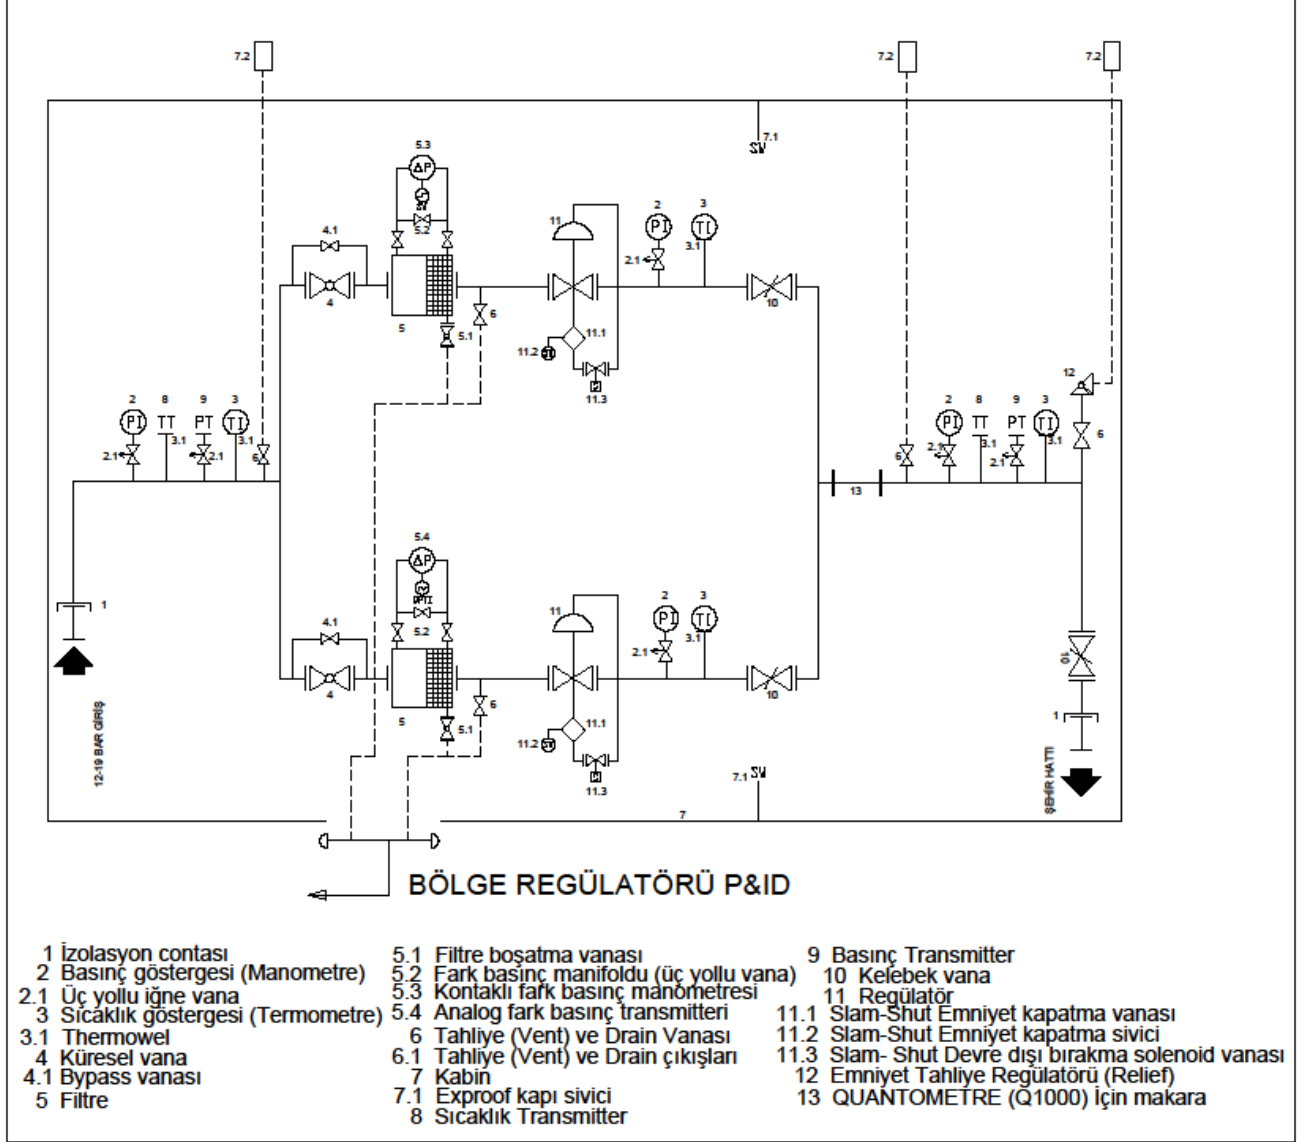 7.2
7.2
7.2
7.1
SW
5.3
ΔP
5.2
4.1
4
5
5.1
6
11
11.1
11.2
11.3
2
PI
2.1
3
TI
3.1
10
2
8
9
3
PI
TT
PT
TI
2.1
3.1
2.1
3.1
6
12
6
2
8
9
3
PI
TT
PT
TI
2.1
3.1
2.1
3.1
6
13
1
12-19 BAR GİRİŞ
5.4
ΔP
5.2
4.1
4
5
5.1
6
11
11.1
11.2
11.3
2
PI
2.1
3
TI
3.1
10
10
1
ŞEHİR HATTI
7.1 SW
7
BÖLGE REGÜLATÖRÜ P&ID
1 İzolasyon contası
2 Basınç göstergesi (Manometre)
2.1 Üç yollu iğne vana
3 Sıcaklık göstergesi (Termometre)
3.1 Thermowel
4 Küresel vana
4.1 Bypass vanası
5 Filtre
5.1 Filtre boşatma vanası
5.2 Fark basınç manifoldu (üç yollu vana)
5.3 Kontaklı fark basınç manometresi
5.4 Analog fark basınç transmitteri
6 Tahliye (Vent) ve Drain Vanası
6.1 Tahliye (Vent) ve Drain çıkışları
7 Kabin
7.1 Exproof kapı sivici
8 Sıcaklık Transmitter
9 Basınç Transmitter
10 Kelebek vana
11 Regülatör
11.1 Slam-Shut Emniyet kapatma vanası
11.2 Slam-Shut Emniyet kapatma sivici
11.3 Slam- Shut Devre dışı bırakma solenoid vanası
12 Emniyet Tahliye Regülatörü (Relief)
13 QUANTOMETRE (Q1000) İçin makara